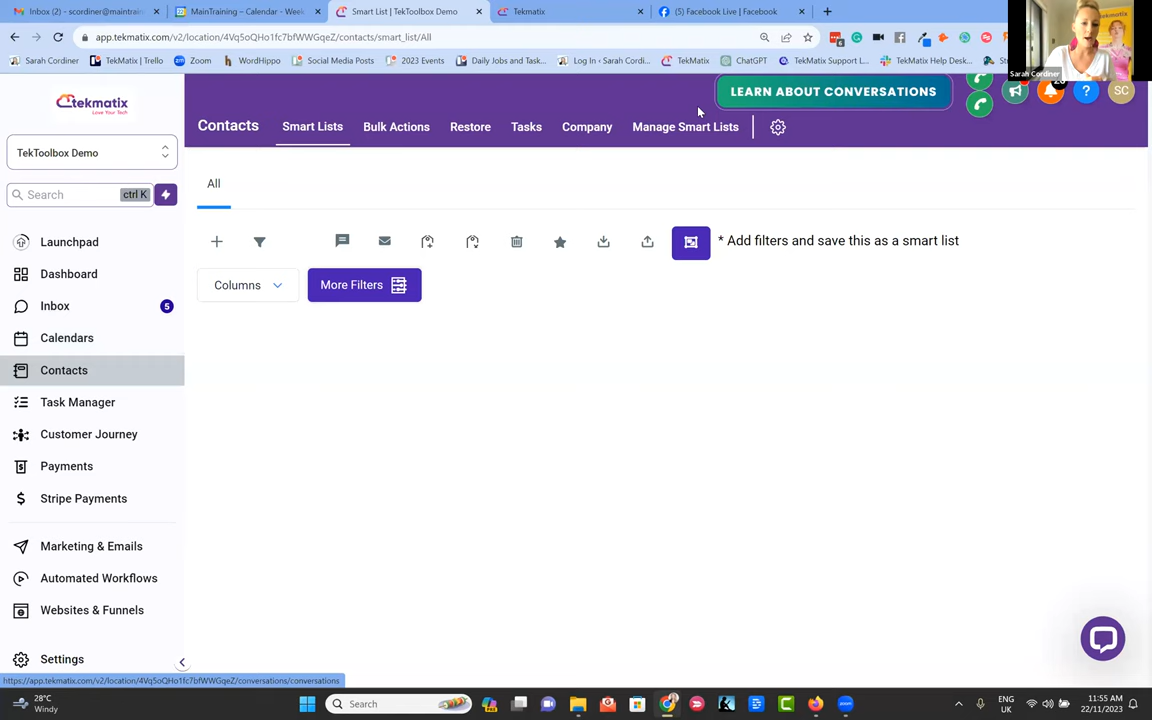 Inbox (2) - scordiner@maintrain
MainTraining - Calendar - Week
Smart List | TekToolbox Demo
Tekmatix
(5) Facebook Live | Facebook
app.tekmatix.com/v2/location/4Vq5oQHo1fc7bfWWGqeZ/contacts/smart_list/All
Sarah Cordiner
TekMatix | Trello
Zoom
WordHippo
Social Media Posts
2023 Events
Daily Jobs and Task...
Log In ‹ Sarah Cordi...
TekMatix
ChatGPT
TekMatix Support L...
TekMatix Help Desk...
Stu
Sarah Cordiner
tekmatix
Love Your Tech
LEARN ABOUT CONVERSATIONS
SC
Contacts
Smart Lists
Bulk Actions
Restore
Tasks
Company
Manage Smart Lists
TekToolbox Demo
Search
ctrl K
All
* Add filters and save this as a smart list
Columns
More Filters
Launchpad
Dashboard
Inbox
5
Calendars
Contacts
Task Manager
Customer Journey
Payments
Stripe Payments
Marketing & Emails
Automated Workflows
Websites & Funnels
Settings
https://app.tekmatix.com/v2/location/4Vq5oQHo1fc7bfWWGqeZ/conversations/conversations
28°C
Windy
Search
ENG
UK
11:55 AM
22/11/2023